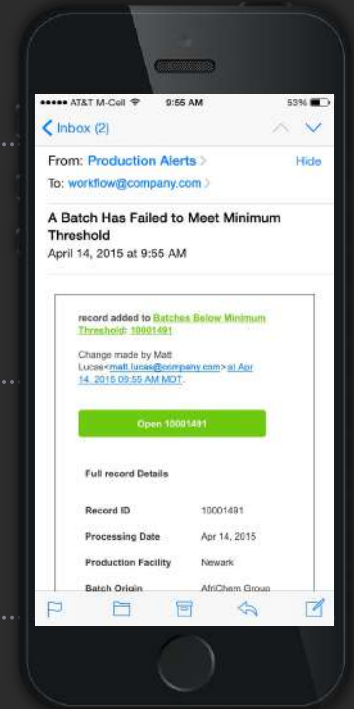 AT&T M-Cell 9:55 AM 53%
Inbox (2)
From: Production Alerts Hide
To: workflow@company.com
A Batch Has Failed to Meet Minimum
Threshold
April 14, 2015 at 9:55 AM
record added to Batches Below Minimum
Threshold: 10001491
Change made by Matt
Lucas<matt.lucas@company.com> at Apr
14, 2015 09:55 AM MDT.
Open 10001491
Full record Details
Record ID 10001491
Processing Date Apr 14, 2015
Production Facility Newark
Batch Origin AfriChem Group